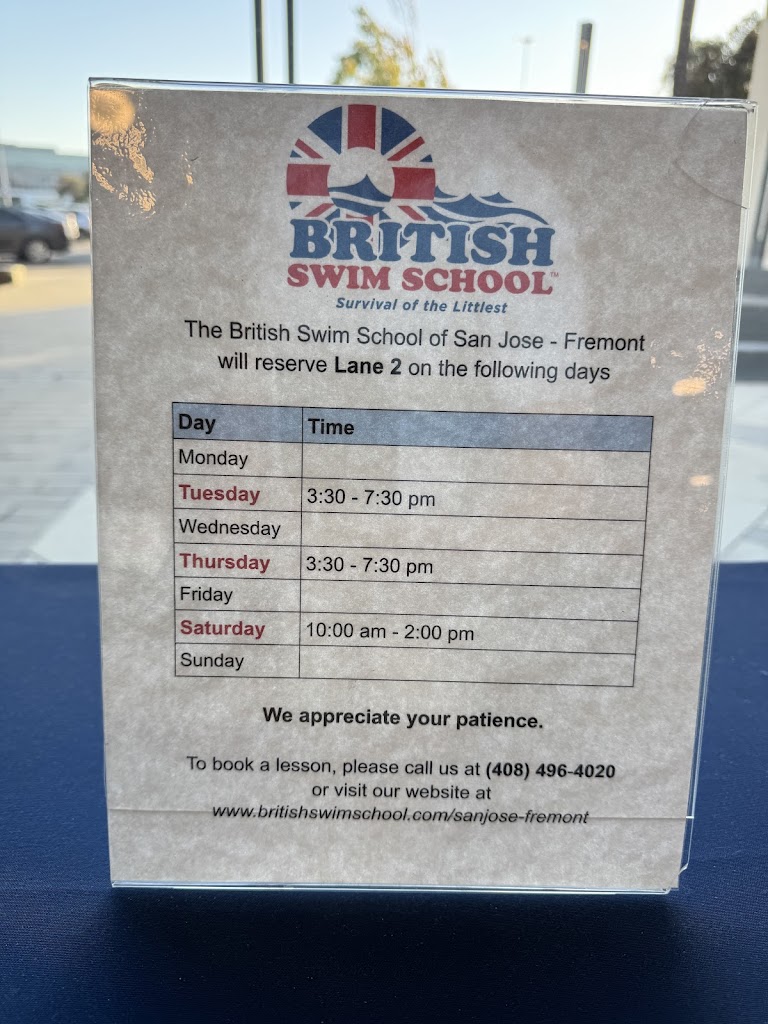 BRITISH
SWIM SCHOOL™
Survival of the Littlest
The British Swim School of San Jose - Fremont
will reserve Lane 2 on the following days
Day Time
Monday
Tuesday 3:30 - 7:30 pm
Wednesday
Thursday 3:30 - 7:30 pm
Friday
Saturday 10:00 am - 2:00 pm
Sunday
We appreciate your patience.
To book a lesson, please call us at (408) 496-4020
or visit our website at
www.britishswimschool.com/sanjose-fremont